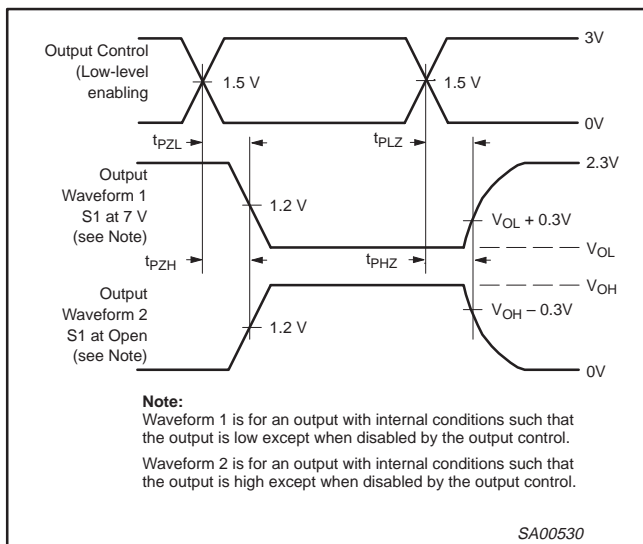 Output Control
(Low-level
enabling
1.5 V
1.5 V
3V
0V
tPZL
tPLZ
Output
Waveform 1
S1 at 7 V
(see Note)
1.2 V
2.3V
VOL + 0.3V
VOL
tPZH
tPHZ
VOH
Output
Waveform 2
S1 at Open
(see Note)
1.2 V
VOH – 0.3V
0V
Note:
Waveform 1 is for an output with internal conditions such that
the output is low except when disabled by the output control.
Waveform 2 is for an output with internal conditions such that
the output is high except when disabled by the output control.
SA00530